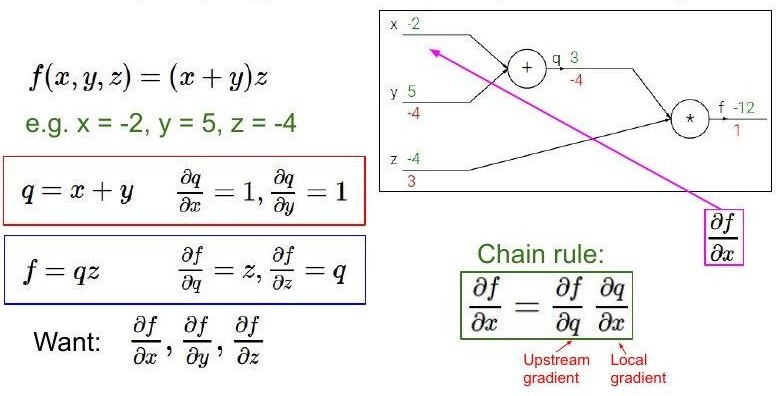 f(x, y, z) = (x + y)z
e.g. x = -2, y = 5, z = -4
q = x + y   ∂q/∂x = 1, ∂q/∂y = 1
f = qz   ∂f/∂q = z, ∂f/∂z = q
Want: ∂f/∂x, ∂f/∂y, ∂f/∂z
x -2
+
q 3
-4
y 5
-4
*
f -12
1
z -4
3
∂f/∂x
Chain rule:
∂f/∂x = ∂f/∂q ∂q/∂x
Upstream gradient
Local gradient